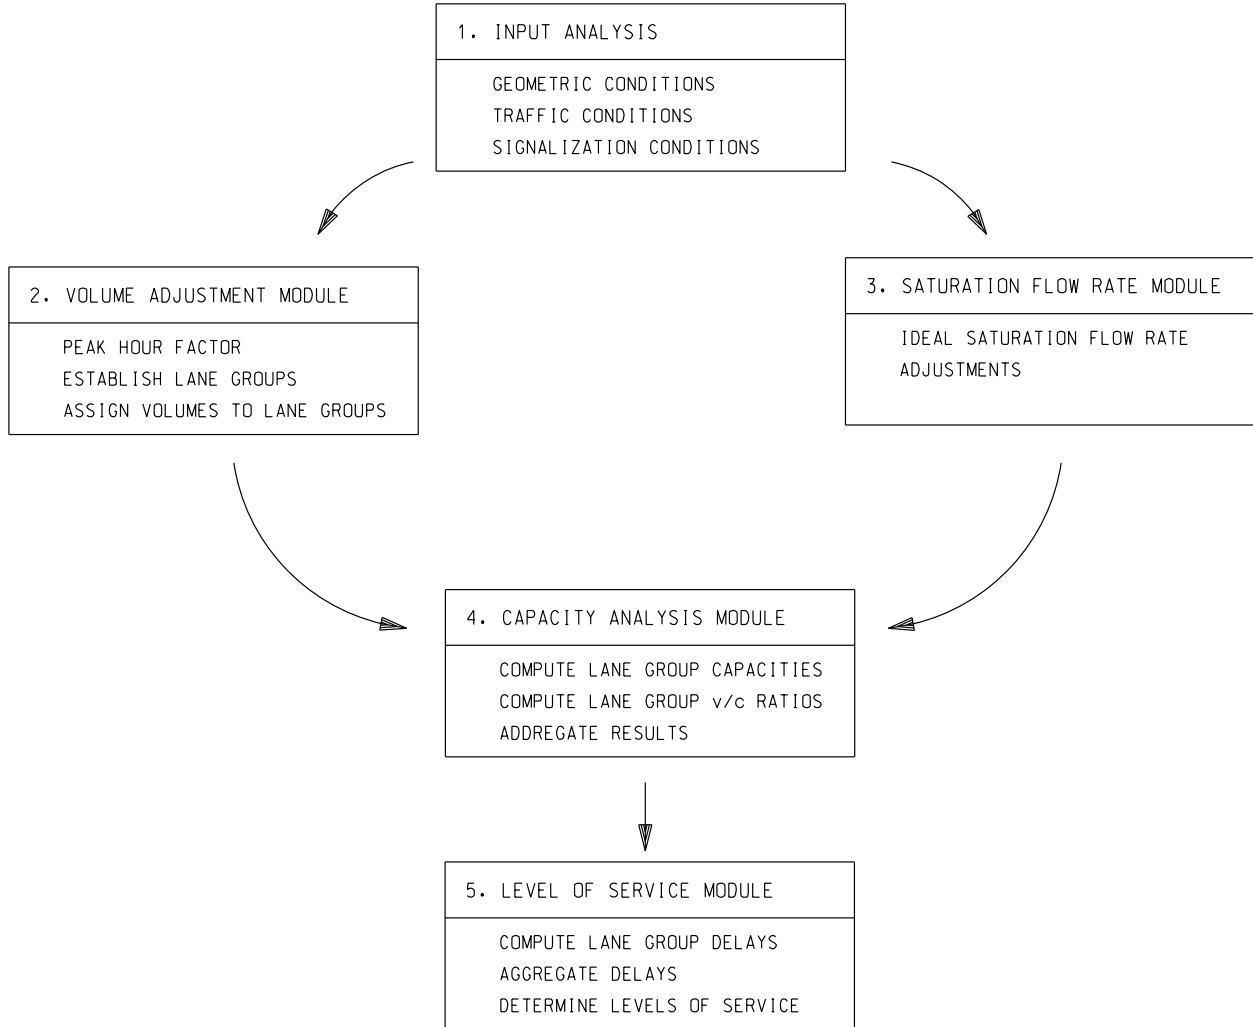 1. INPUT ANALYSIS
GEOMETRIC CONDITIONS
TRAFFIC CONDITIONS
SIGNALIZATION CONDITIONS
2. VOLUME ADJUSTMENT MODULE
PEAK HOUR FACTOR
ESTABLISH LANE GROUPS
ASSIGN VOLUMES TO LANE GROUPS
3. SATURATION FLOW RATE MODULE
IDEAL SATURATION FLOW RATE
ADJUSTMENTS
4. CAPACITY ANALYSIS MODULE
COMPUTE LANE GROUP CAPACITIES
COMPUTE LANE GROUP v/c RATIOS
ADDREGATE RESULTS
5. LEVEL OF SERVICE MODULE
COMPUTE LANE GROUP DELAYS
AGGREGATE DELAYS
DETERMINE LEVELS OF SERVICE